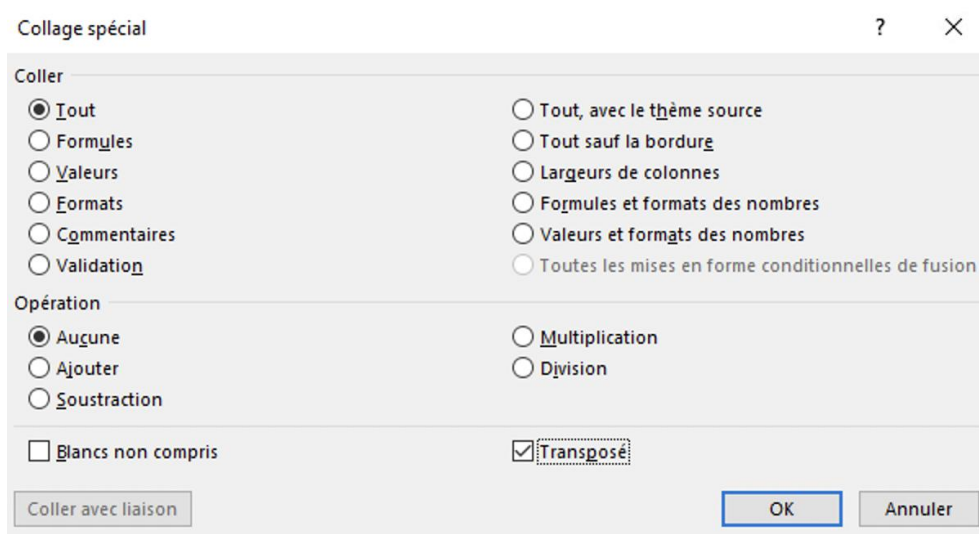 Collage spécial ?
Coller
Tout Tout, avec le thème source
Formules Tout sauf la bordure
Valeurs Largeurs de colonnes
Formats Formules et formats des nombres
Commentaires Valeurs et formats des nombres
Validation Toutes les mises en forme conditionnelles de fusion
Opération
Aucune Multiplication
Ajouter Division
Soustraction
Blancs non compris Transposé
Coller avec liaison OK Annuler